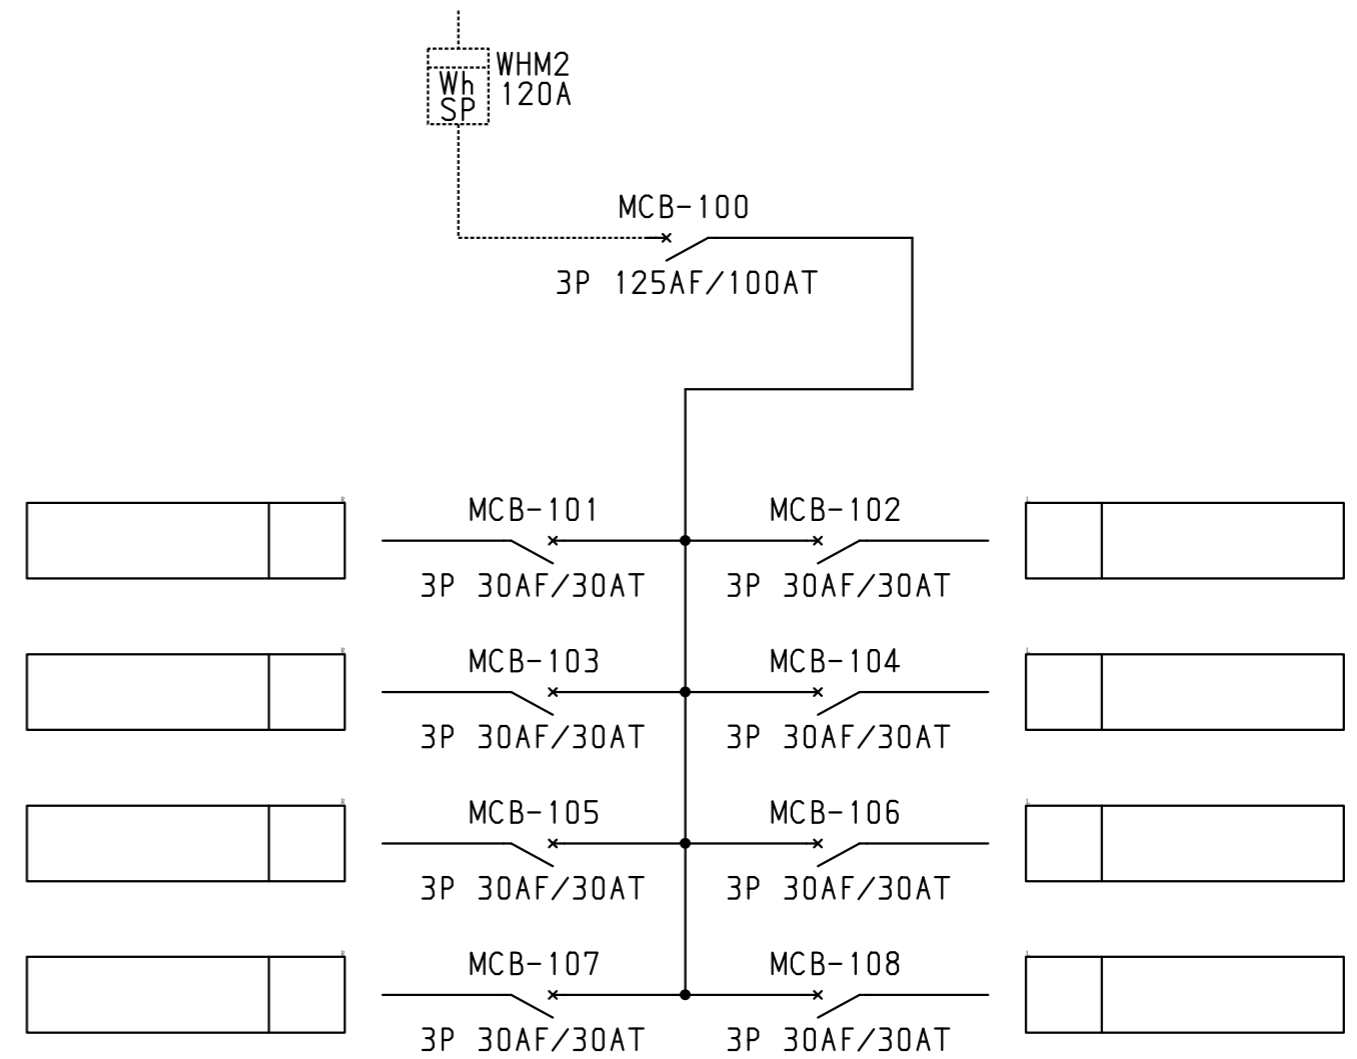 WHM2
Wh
120A
SP
MCB-100
3P 125AF/100AT
MCB-101 MCB-102
3P 30AF/30AT 3P 30AF/30AT
MCB-103 MCB-104
3P 30AF/30AT 3P 30AF/30AT
MCB-105 MCB-106
3P 30AF/30AT 3P 30AF/30AT
MCB-107 MCB-108
3P 30AF/30AT 3P 30AF/30AT